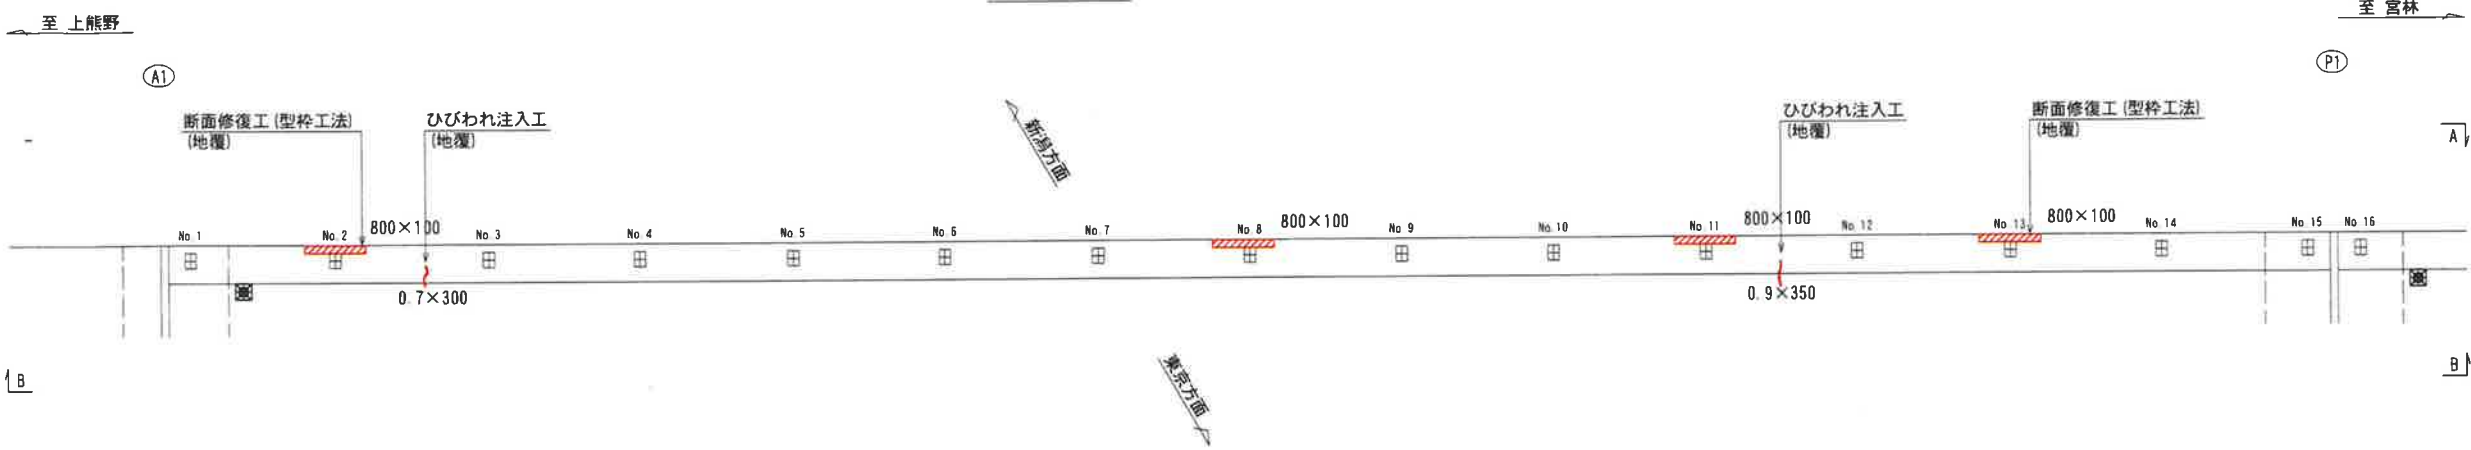 至 上熊野
至 宮林
A1
P1
断面修復工(型枠工法)
(地覆)
ひびわれ注入工
(地覆)
新潟方面
ひびわれ注入工
(地覆)
断面修復工(型枠工法)
(地覆)
A
800×100
800×100
800×100
800×100
No.1
No.2
No.3
No.4
No.5
No.6
No.7
No.8
No.9
No.10
No.11
No.12
No.13
No.14
No.15
No.16
0.7×300
0.9×350
東京方面
B
B